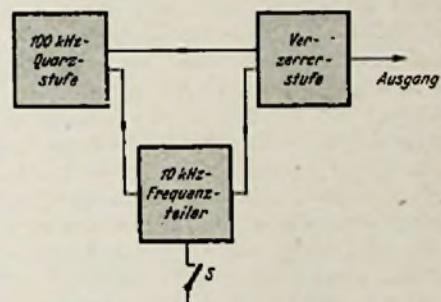 100 kHz-
Quarz-
stufe
Ver-
zerrer-
stufe
Ausgang
10 kHz-
Frequenz-
teiler
S